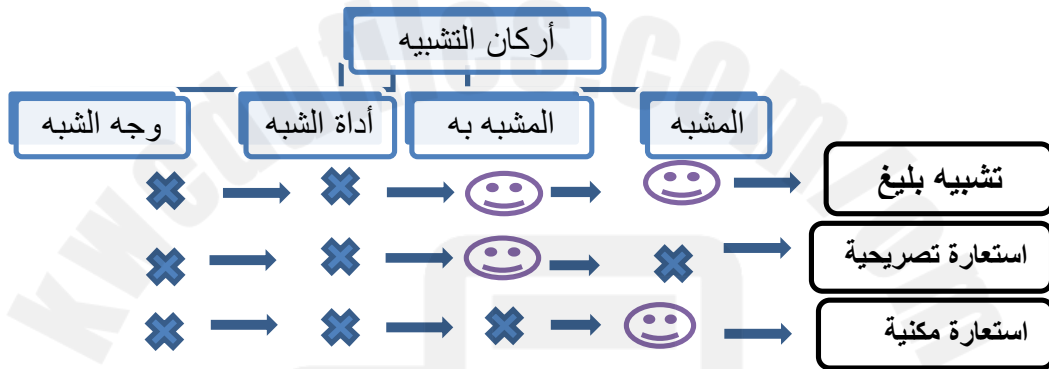 أركان التشبيه
المشبه
المشبه به
أداة الشبه
وجه الشبه
تشبيه بليغ
استعارة تصريحية
استعارة مكنية